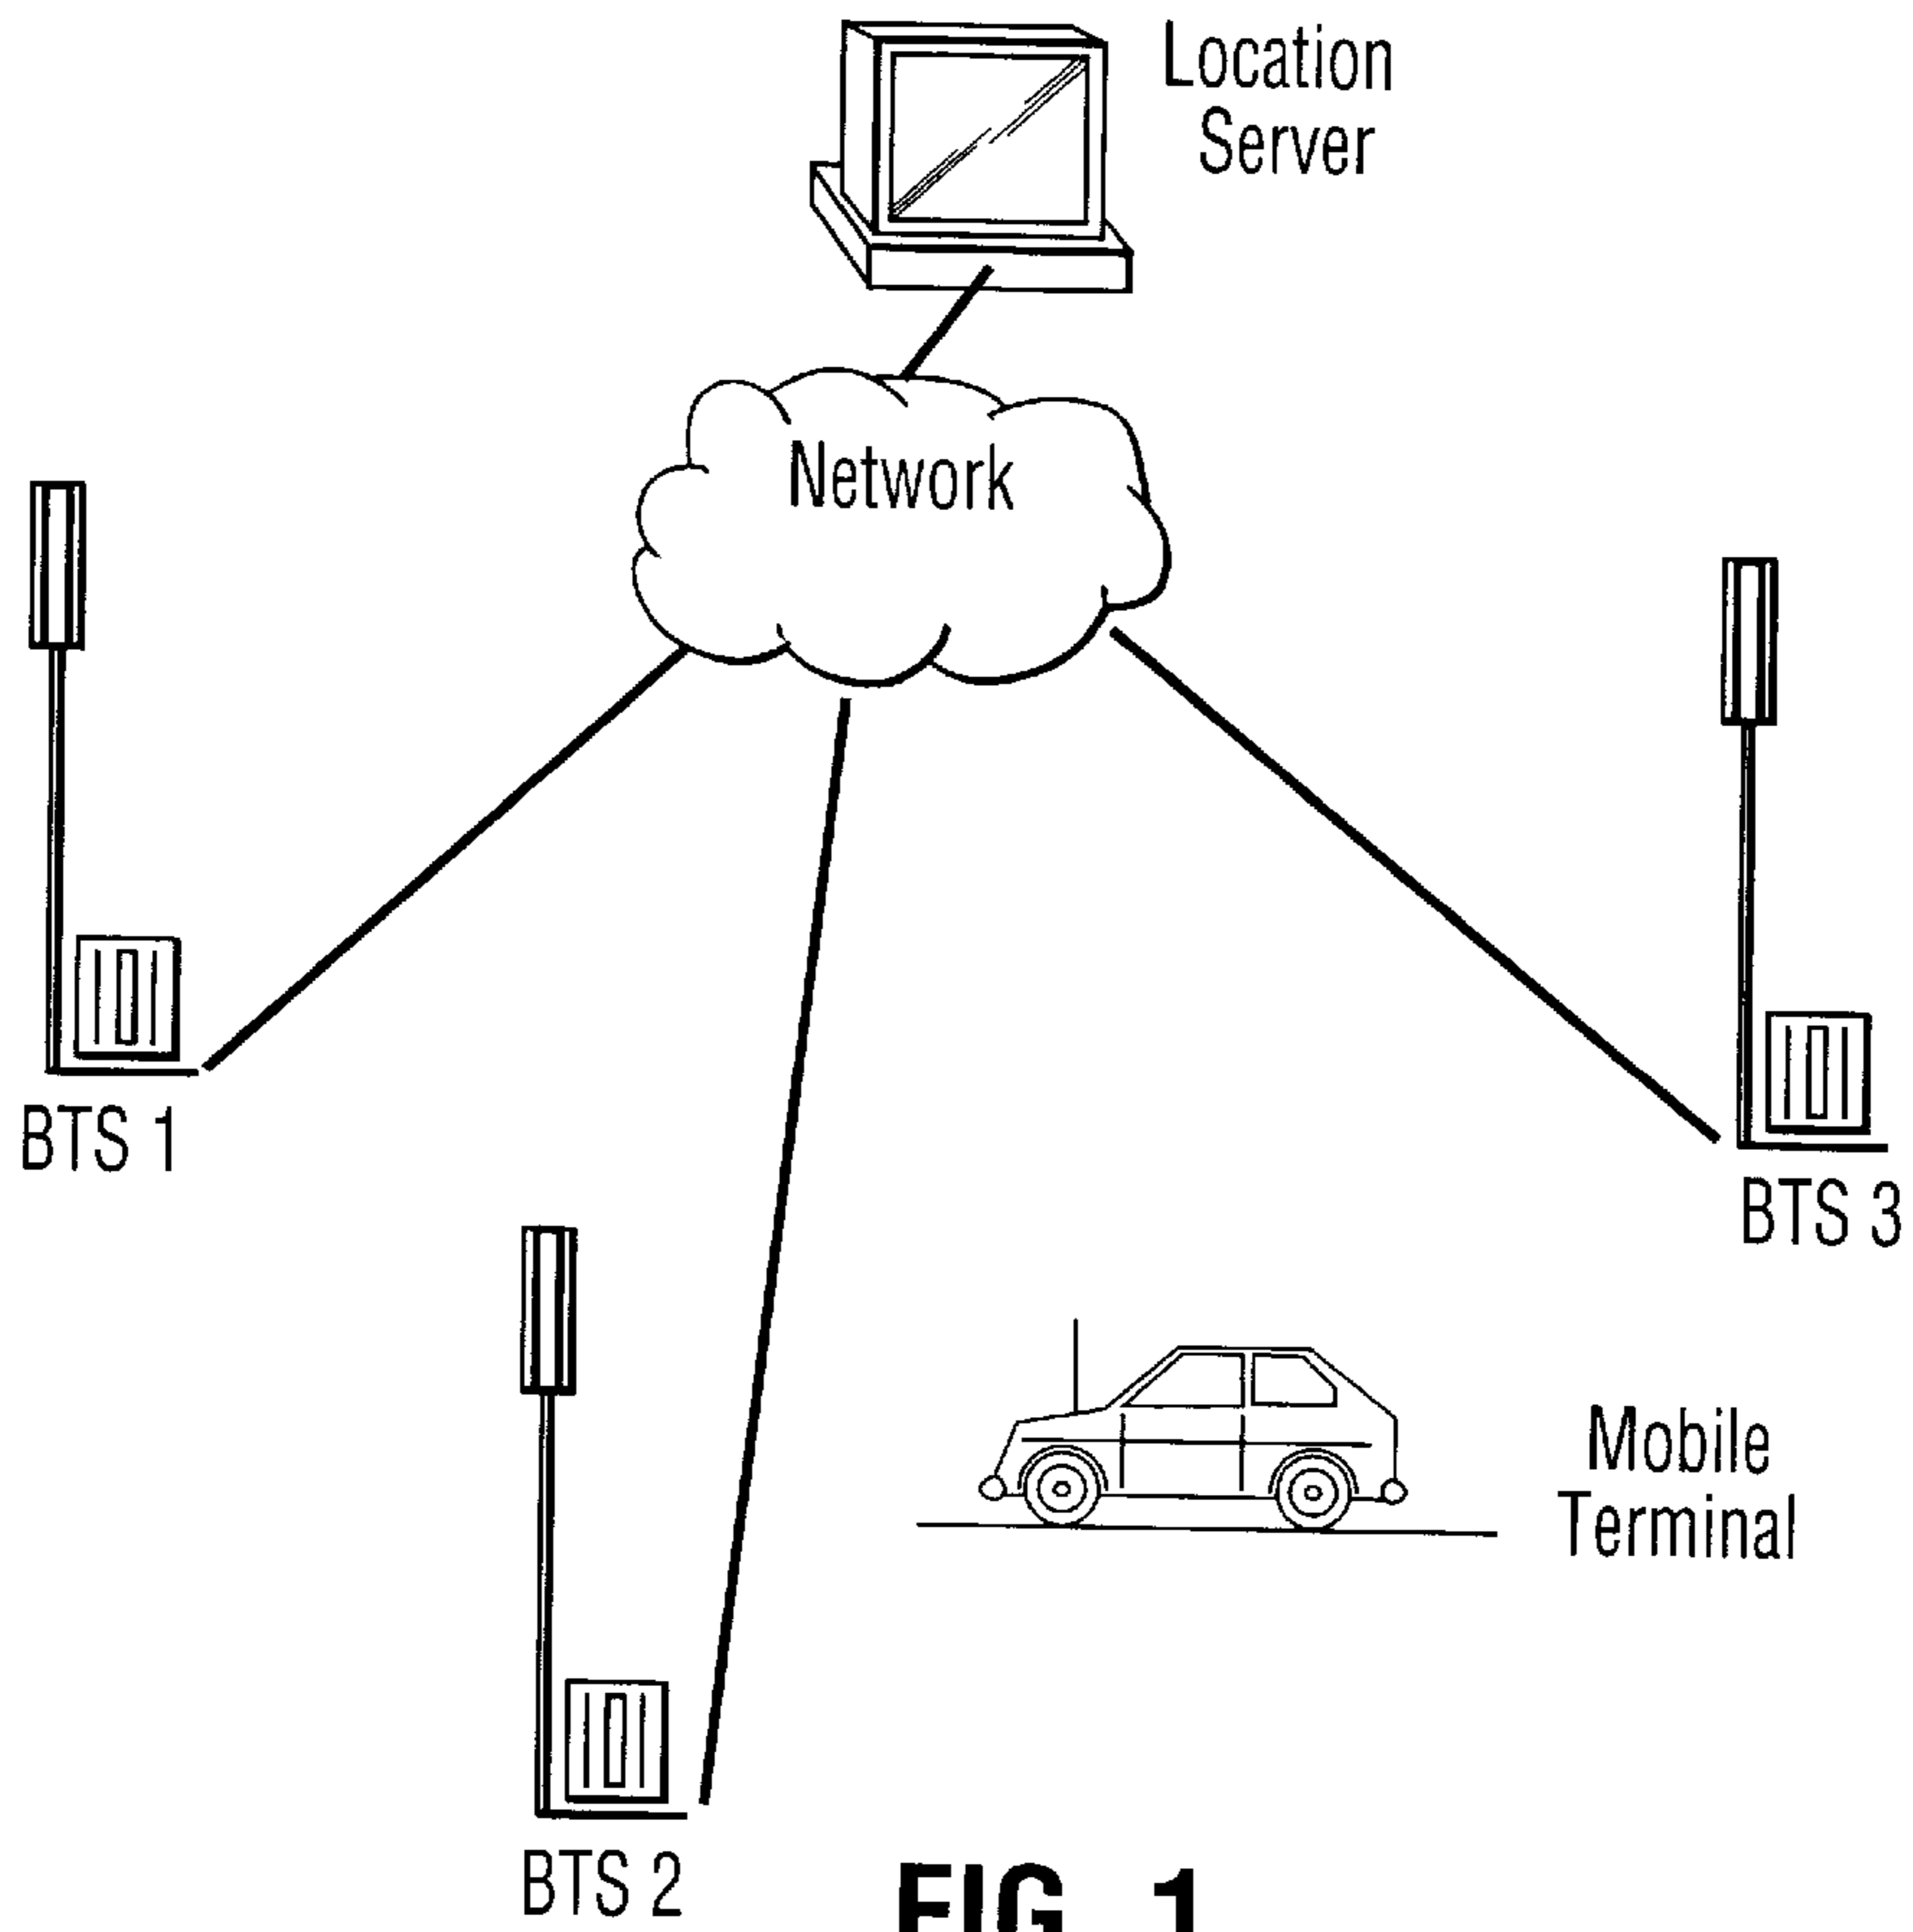 Location
Server
Network
BTS 1
BTS 3
Mobile
Terminal
BTS 2
FIG. 1